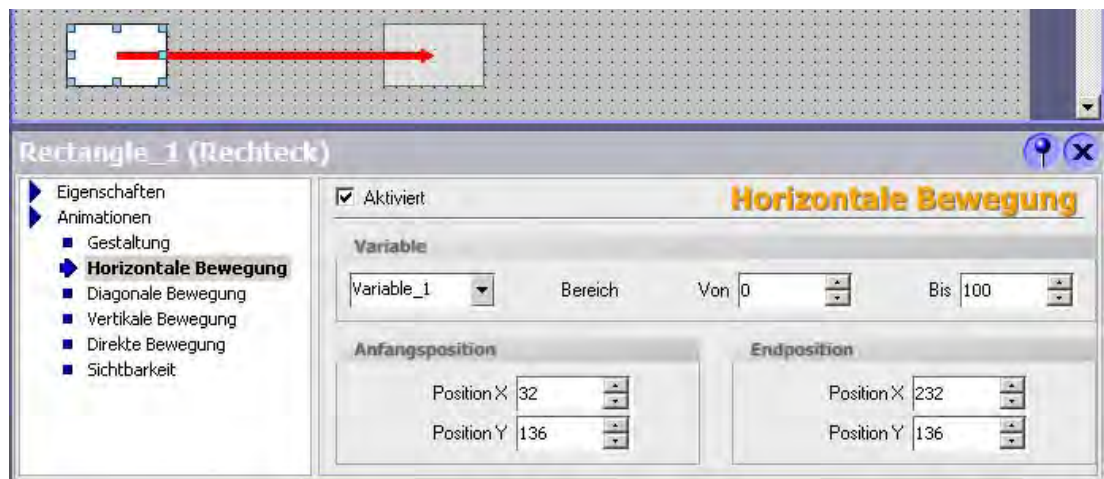 Rectangle_1 (Rechteck)
Eigenschaften
Animationen
Gestaltung
Horizontale Bewegung
Diagonale Bewegung
Vertikale Bewegung
Direkte Bewegung
Sichtbarkeit
Aktiviert
Horizontale Bewegung
Variable
Variable_1 Bereich Von 0 Bis 100
Anfangsposition
Position X 32
Position Y 136
Endposition
Position X 232
Position Y 136